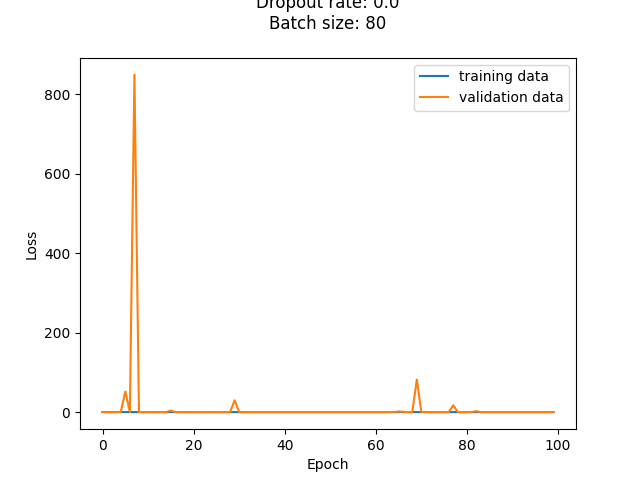 Dropout rate: 0.0
Batch size: 80
training data
validation data
800
600
400
200
0
Loss
0 20 40 60 80 100
Epoch